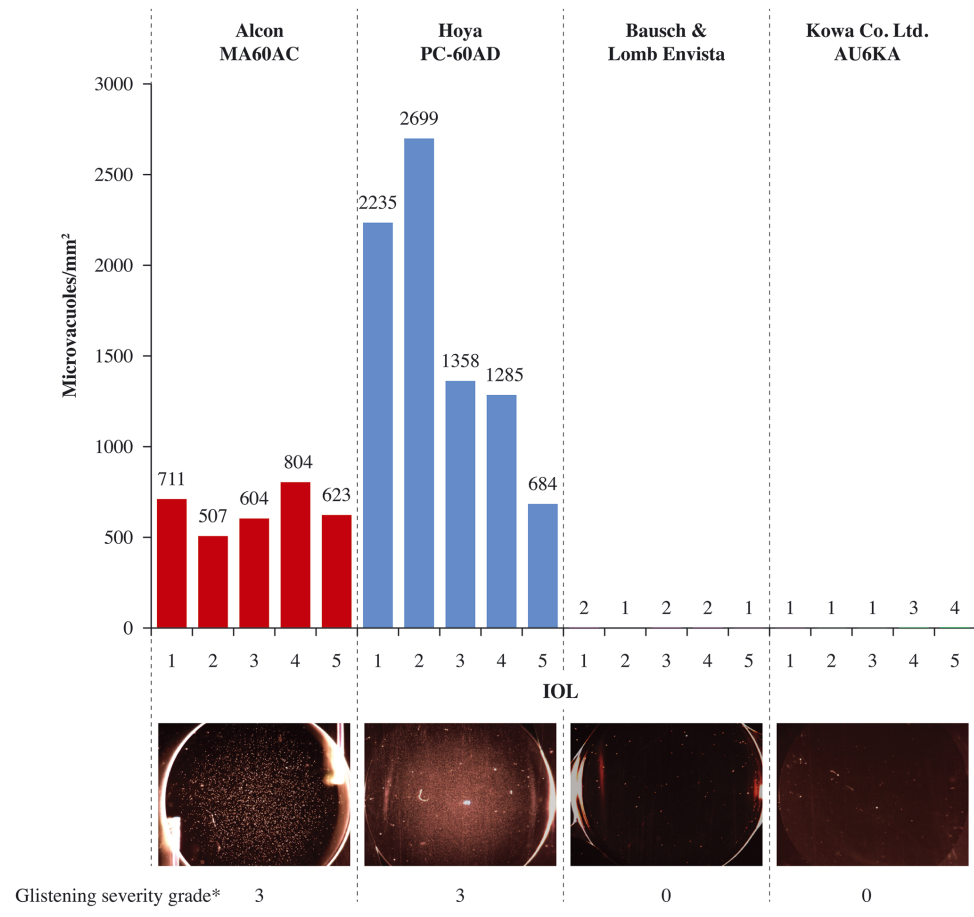 Alcon
MA60AC
Hoya
PC-60AD
Bausch &
Lomb Envista
Kowa Co. Ltd.
AU6KA
Microvacuoles/mm²
3000
2500
2000
1500
1000
500
0
711
507
604
804
623
2235
2699
1358
1285
684
2 1 2 2 1
1 1 1 3 4
1 2 3 4 5 1 2 3 4 5 1 2 3 4 5 1 2 3 4 5
IOL
Glistening severity grade* 3 3 0 0